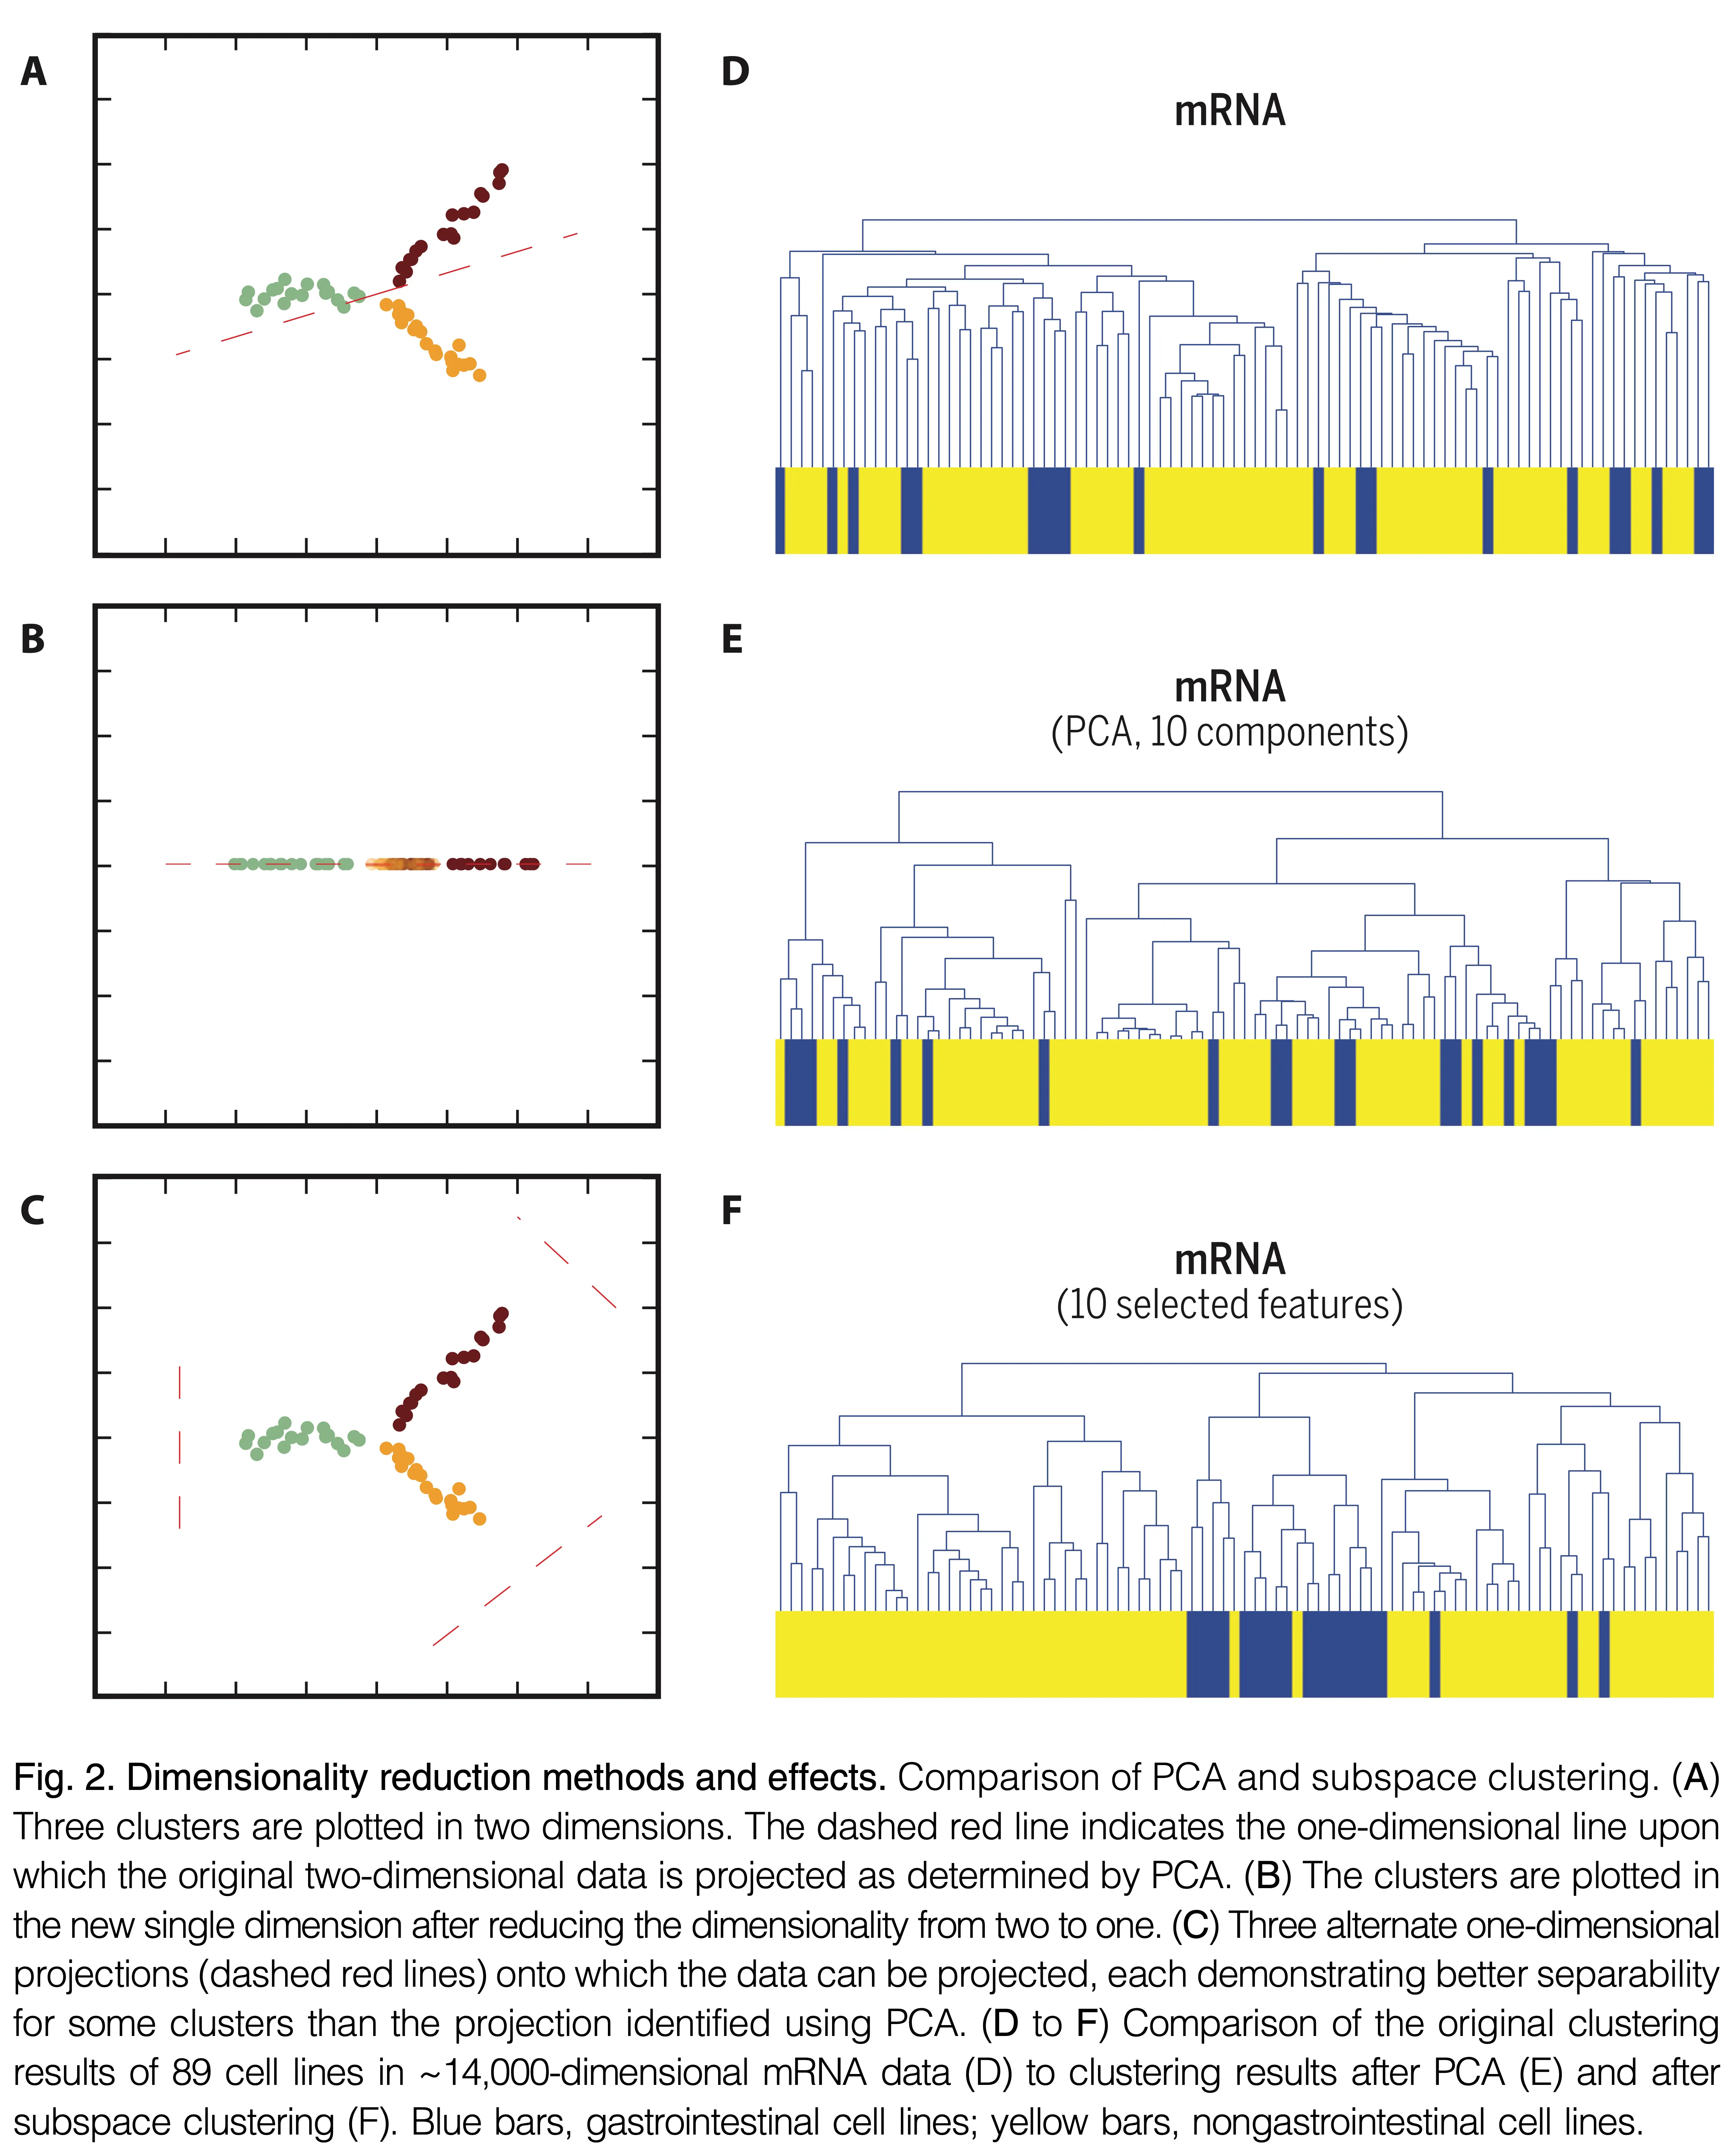 A
D
mRNA
B
E
mRNA
(PCA, 10 components)
C
F
mRNA
(10 selected features)
Fig. 2. Dimensionality reduction methods and effects. Comparison of PCA and subspace clustering. (A)
Three clusters are plotted in two dimensions. The dashed red line indicates the one-dimensional line upon
which the original two-dimensional data is projected as determined by PCA. (B) The clusters are plotted in
the new single dimension after reducing the dimensionality from two to one. (C) Three alternate one-dimensional
projections (dashed red lines) onto which the data can be projected, each demonstrating better separability
for some clusters than the projection identified using PCA. (D to F) Comparison of the original clustering
results of 89 cell lines in ~14,000-dimensional mRNA data (D) to clustering results after PCA (E) and after
subspace clustering (F). Blue bars, gastrointestinal cell lines; yellow bars, nongastrointestinal cell lines.